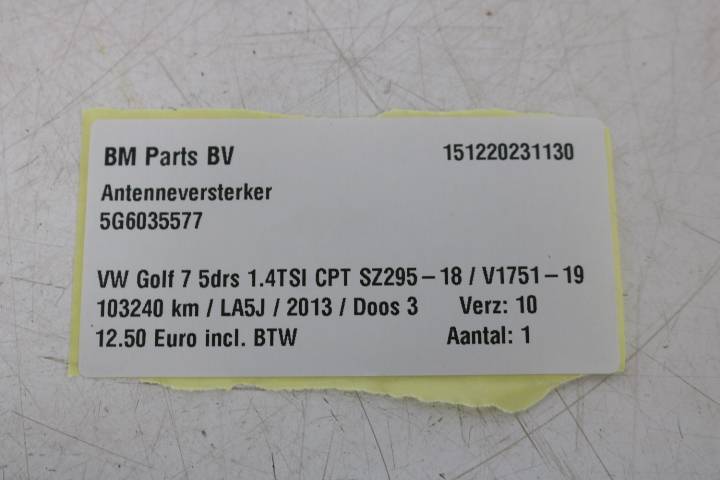 BM Parts BV 151220231130
Antenneversterker
5G6035577
VW Golf 7 5drs 1.4TSI CPT SZ295-18 / V1751-19
103240 km / LA5J / 2013 / Doos 3 Verz: 10
12.50 Euro incl. BTW Aantal: 1